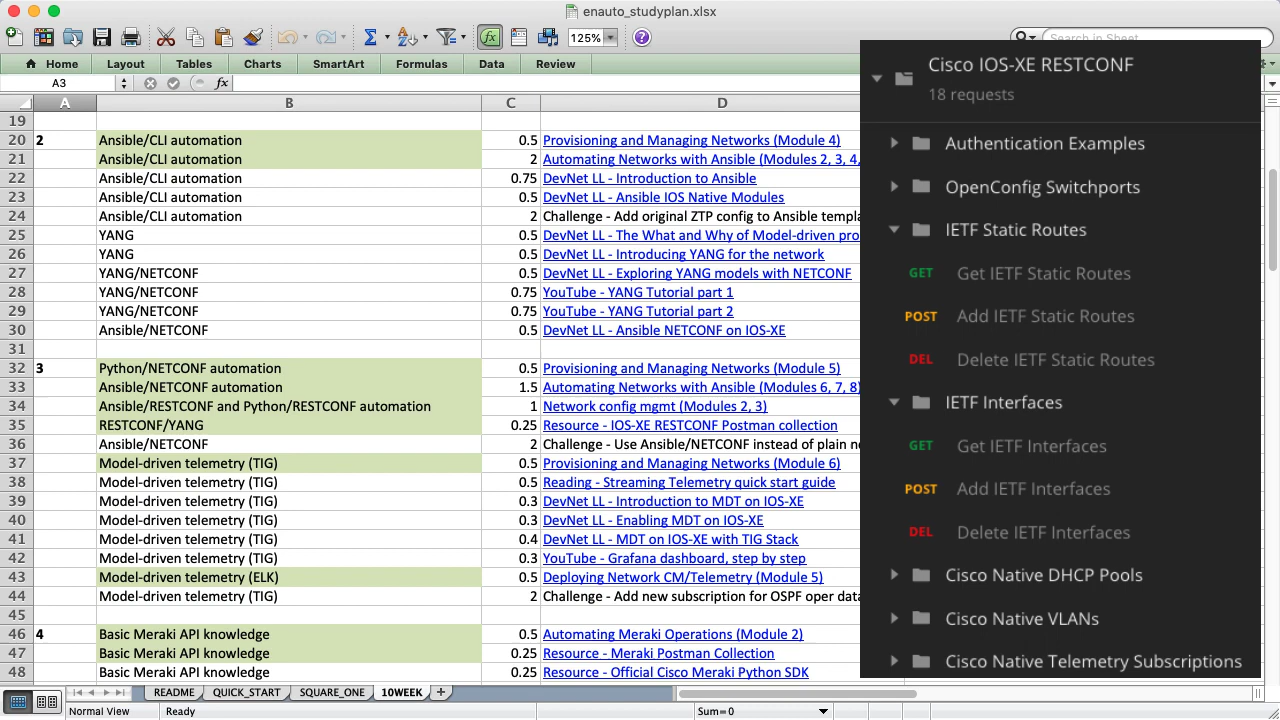 enauto_studyplan.xlsx
125%
Search in Sheet
Home Layout Tables Charts SmartArt Formulas Data Review
A3 fx
A B C D
19
20 2 Ansible/CLI automation 0.5 Provisioning and Managing Networks (Module 4)
21 Ansible/CLI automation 2 Automating Networks with Ansible (Modules 2, 3, 4,
22 Ansible/CLI automation 0.75 DevNet LL - Introduction to Ansible
23 Ansible/CLI automation 0.5 DevNet LL - Ansible IOS Native Modules
24 Ansible/CLI automation 2 Challenge - Add original ZTP config to Ansible templa
25 YANG 0.5 DevNet LL - The What and Why of Model-driven pro
26 YANG 0.5 DevNet LL - Introducing YANG for the network
27 YANG/NETCONF 0.5 DevNet LL - Exploring YANG models with NETCONF
28 YANG/NETCONF 0.75 YouTube - YANG Tutorial part 1
29 YANG/NETCONF 0.75 YouTube - YANG Tutorial part 2
30 Ansible/NETCONF 0.5 DevNet LL - Ansible NETCONF on IOS-XE
31
32 3 Python/NETCONF automation 0.5 Provisioning and Managing Networks (Module 5)
33 Ansible/NETCONF automation 1.5 Automating Networks with Ansible (Modules 6, 7, 8)
34 Ansible/RESTCONF and Python/RESTCONF automation 1 Network config mgmt (Modules 2, 3)
35 RESTCONF/YANG 0.25 Resource - IOS-XE RESTCONF Postman collection
36 Ansible/NETCONF 2 Challenge - Use Ansible/NETCONF instead of plain ne
37 Model-driven telemetry (TIG) 0.5 Provisioning and Managing Networks (Module 6)
38 Model-driven telemetry (TIG) 0.5 Reading - Streaming Telemetry quick start guide
39 Model-driven telemetry (TIG) 0.3 DevNet LL - Introduction to MDT on IOS-XE
40 Model-driven telemetry (TIG) 0.3 DevNet LL - Enabling MDT on IOS-XE
41 Model-driven telemetry (TIG) 0.4 DevNet LL - MDT on IOS-XE with TIG Stack
42 Model-driven telemetry (TIG) 0.3 YouTube - Grafana dashboard, step by step
43 Model-driven telemetry (ELK) 0.5 Deploying Network CM/Telemetry (Module 5)
44 Model-driven telemetry (TIG) 2 Challenge - Add new subscription for OSPF oper data
45
46 4 Basic Meraki API knowledge 0.5 Automating Meraki Operations (Module 2)
47 Basic Meraki API knowledge 0.25 Resource - Meraki Postman Collection
48 Basic Meraki API knowledge 0.25 Resource - Official Cisco Meraki Python SDK
README QUICK_START SQUARE_ONE 10WEEK
Normal View Ready Sum=0
Cisco IOS-XE RESTCONF
18 requests
Authentication Examples
OpenConfig Switchports
IETF Static Routes
GET Get IETF Static Routes
POST Add IETF Static Routes
DEL Delete IETF Static Routes
IETF Interfaces
GET Get IETF Interfaces
POST Add IETF Interfaces
DEL Delete IETF Interfaces
Cisco Native DHCP Pools
Cisco Native VLANs
Cisco Native Telemetry Subscriptions